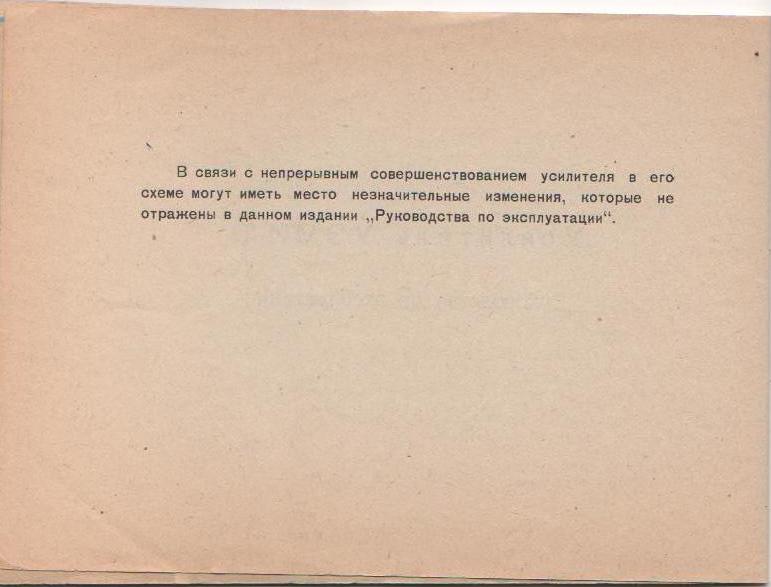 В связи с непрерывным совершенствованием усилителя в его
схеме могут иметь место незначительные изменения, которые не
отражены в данном издании „Руководства по эксплуатации“.